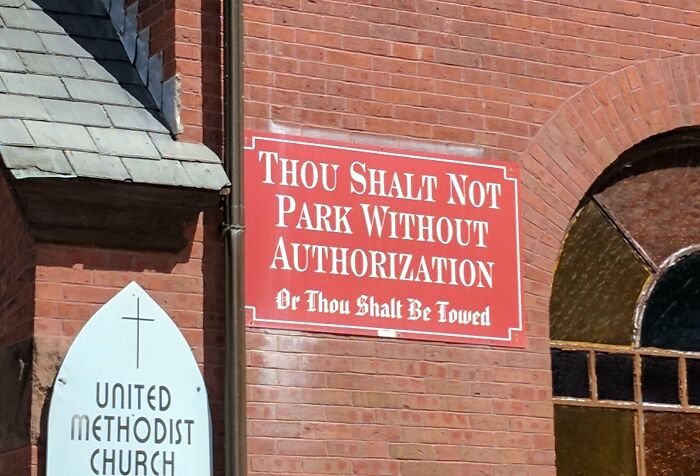 THOU SHALT NOT
PARK WITHOUT
AUTHORIZATION
Or Thou Shalt Be Towed
UNITED
METHODIST
CHURCH